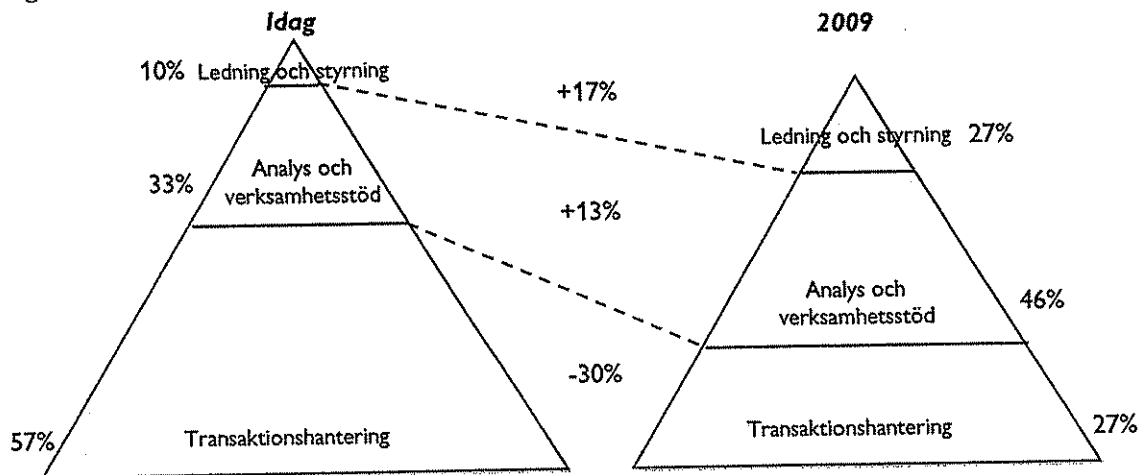 Idag
2009
10% Ledning och styrning
+17%
Ledning och styrning 27%
33%
Analys och
verksamhetsstöd
+13%
Analys och
verksamhetsstöd
46%
-30%
57%
Transaktionshantering
Transaktionshantering
27%